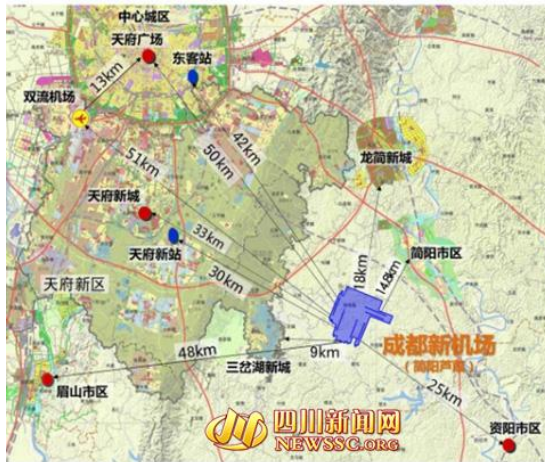 中心城区
天府广场
东客站
13km
双流机场
42km
50km
51km
龙简新城
天府新城
33km
天府新站
30km
简阳市区
天府新区
18km
14.8km
成都新机场
（简阳芦葭）
48km
9km
三岔湖新城
25km
眉山市区
资阳市区
四川新闻网
NEWSSC.ORG